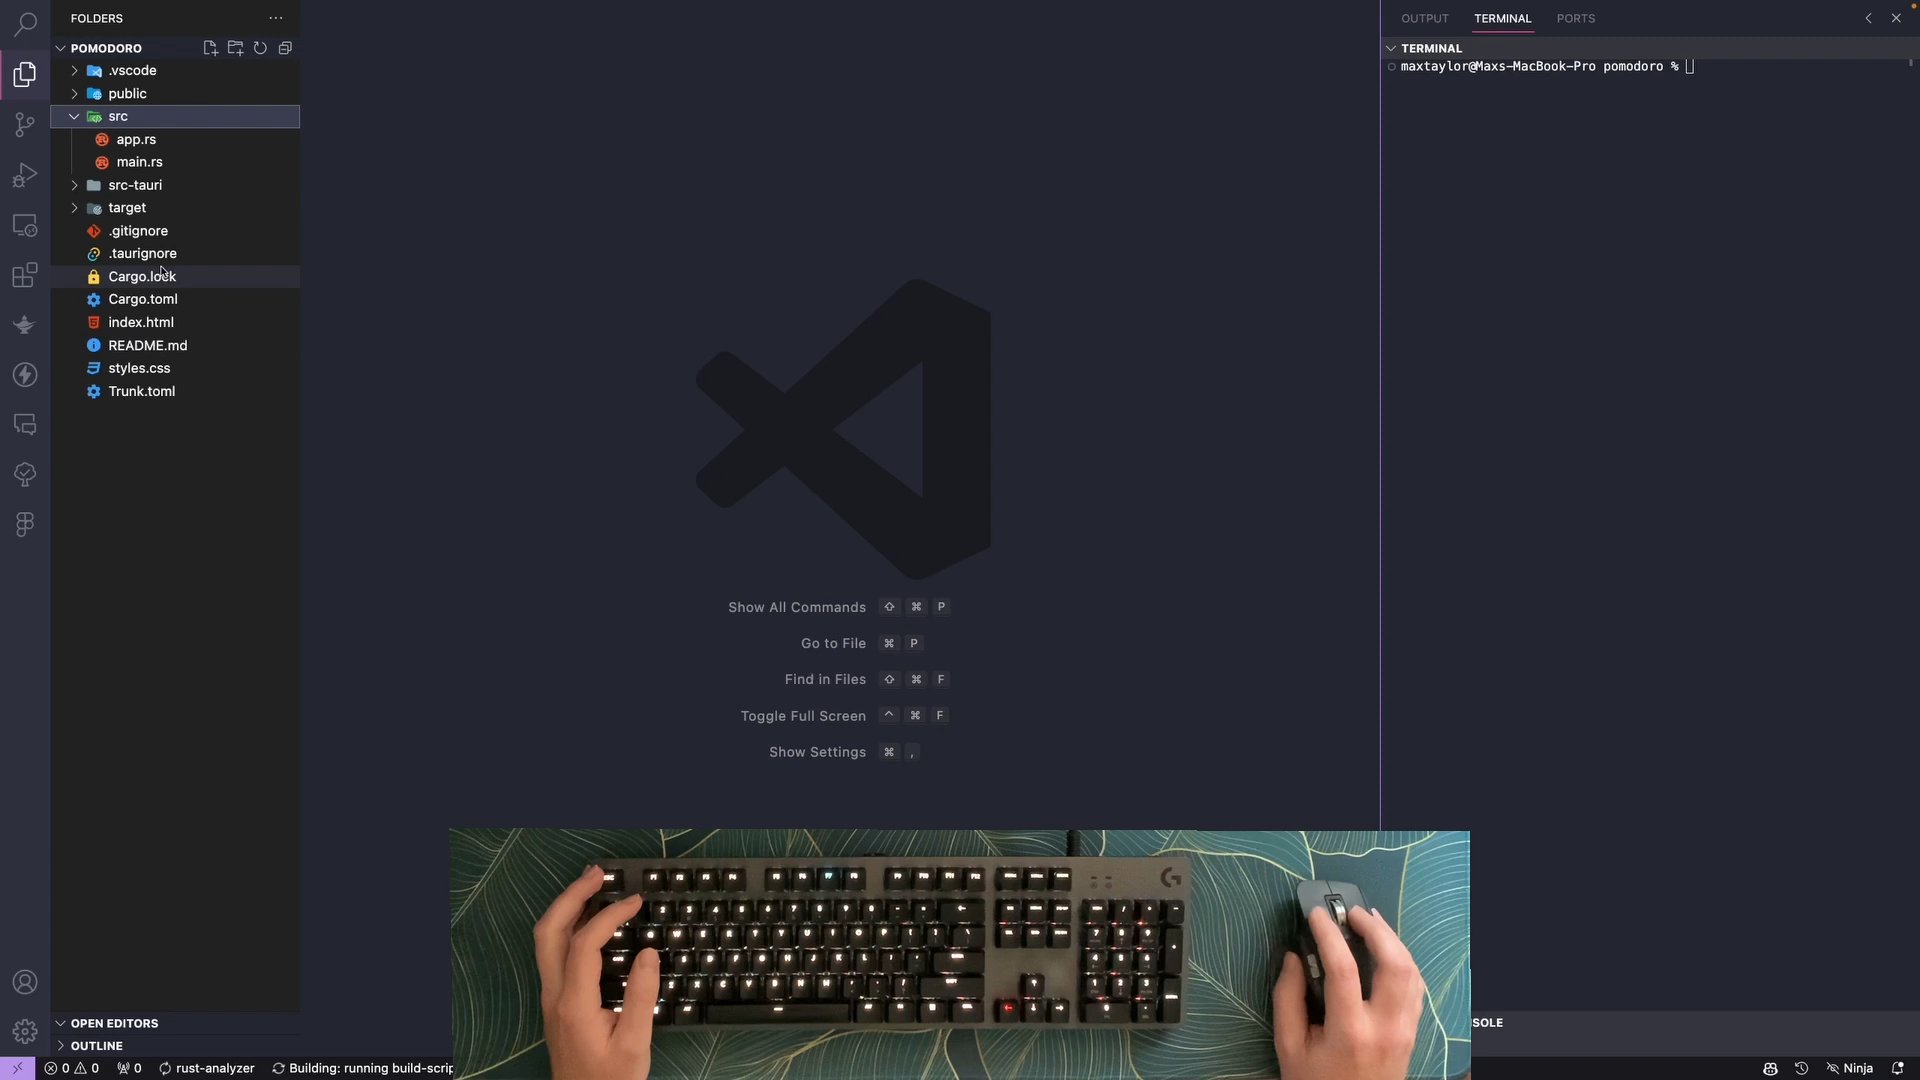 FOLDERS
POMODORO
.vscode
public
src
app.rs
main.rs
src-tauri
target
.gitignore
.taurignore
Cargo.lock
Cargo.toml
index.html
README.md
styles.css
Trunk.toml
OPEN EDITORS
OUTLINE
Show All Commands ⇧ ⌘ P
Go to File ⌘ P
Find in Files ⇧ ⌘ F
Toggle Full Screen ^ ⌘ F
Show Settings ⌘ ,
OUTPUT TERMINAL PORTS
TERMINAL
maxtaylor@Maxs-MacBook-Pro pomodoro %
SOLE
0 0 0 rust-analyzer Building: running build-scrip
Ninja